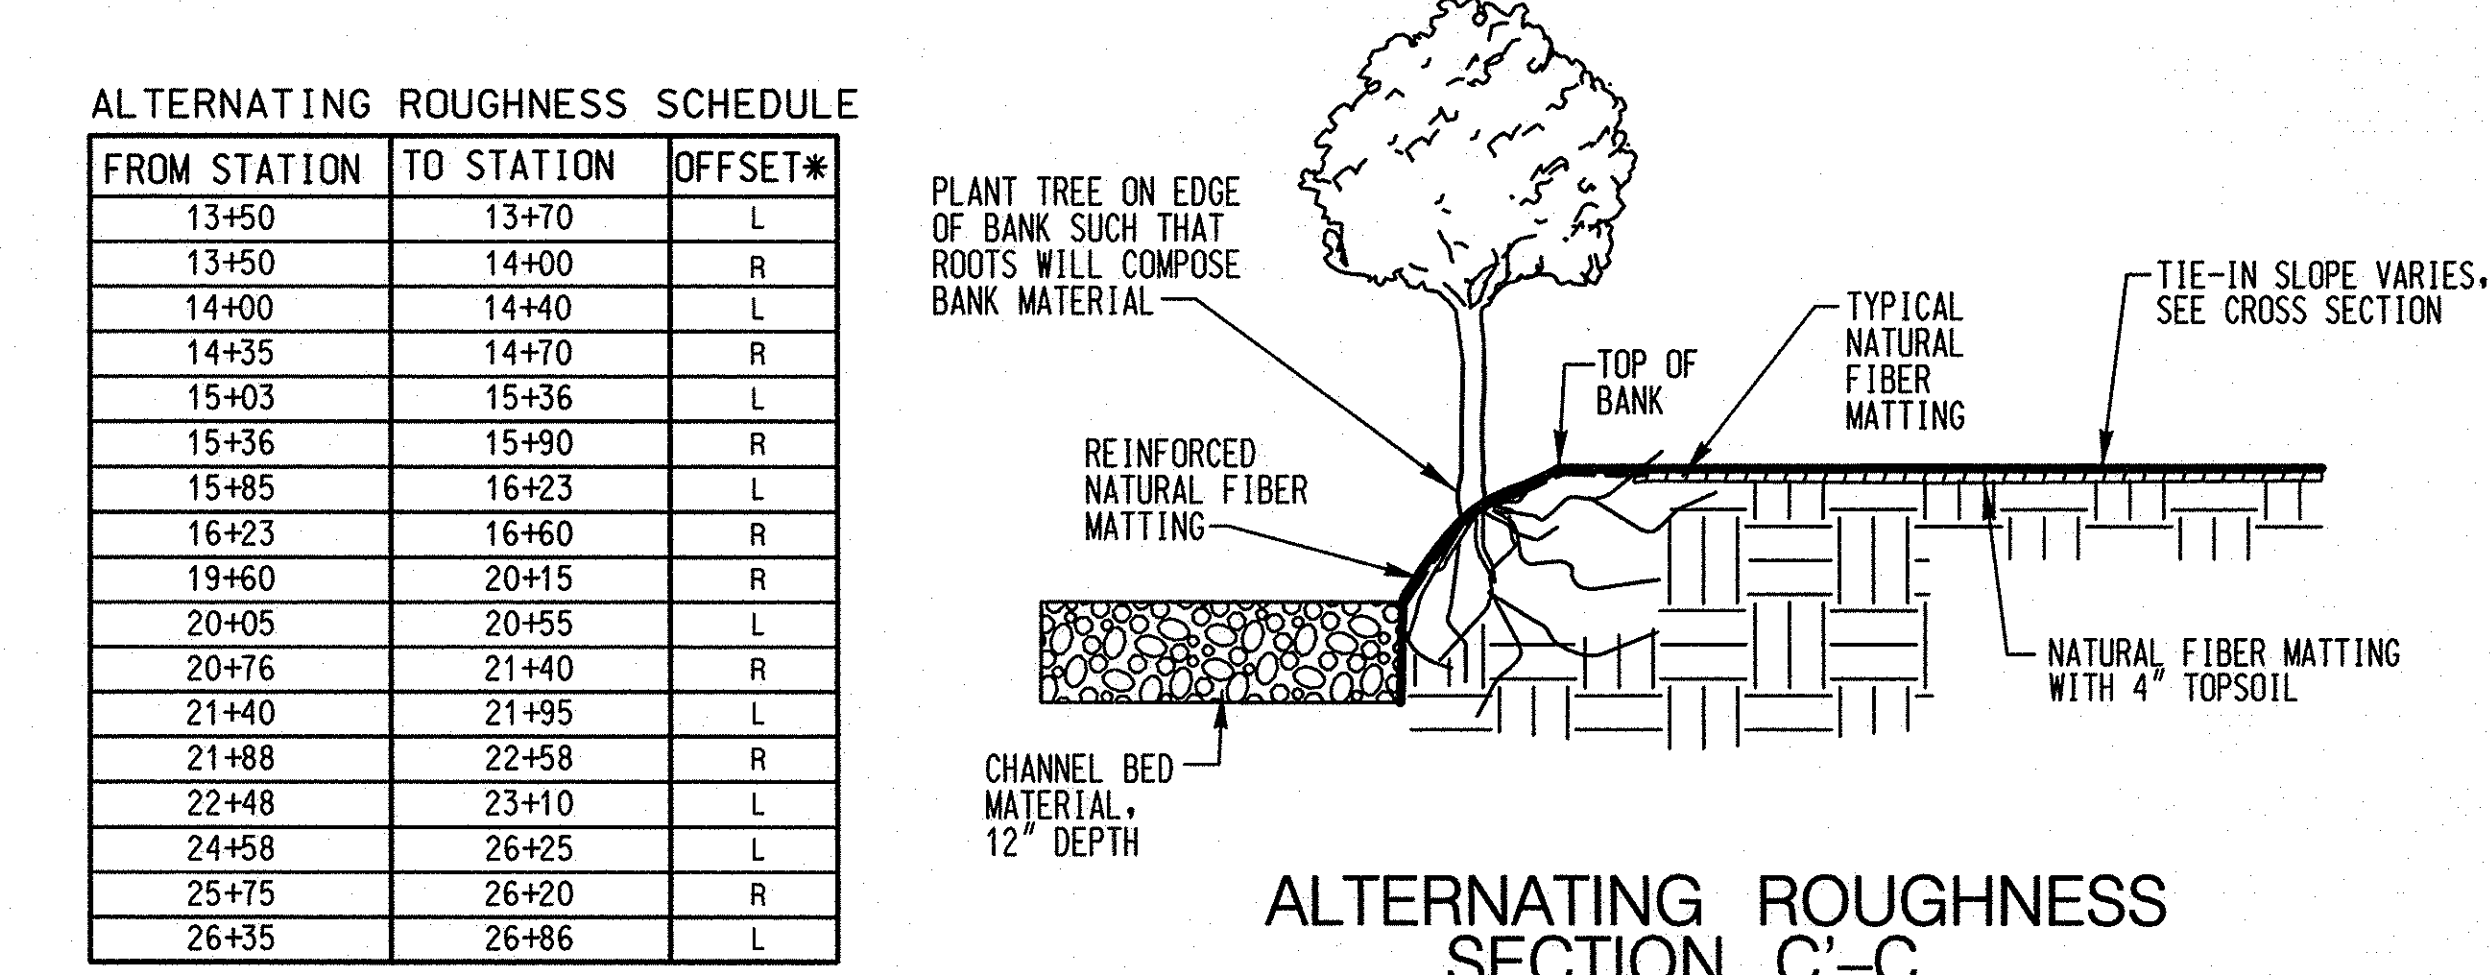 ALTERNATING ROUGHNESS SCHEDULE
FROM STATION TO STATION OFFSET*
13+50 13+70 L
13+50 14+00 R
14+00 14+40 L
14+35 14+70 R
15+03 15+36 L
15+36 15+90 R
15+85 16+23 L
16+23 16+60 R
19+60 20+15 R
20+05 20+55 L
20+76 21+40 R
21+40 21+95 L
21+88 22+58 R
22+48 23+10 L
24+58 26+25 L
25+75 26+20 R
26+35 26+86 L
PLANT TREE ON EDGE
OF BANK SUCH THAT
ROOTS WILL COMPOSE
BANK MATERIAL
REINFORCED
NATURAL FIBER
MATTING
TOP OF
BANK
TYPICAL
NATURAL
FIBER
MATTING
TIE-IN SLOPE VARIES,
SEE CROSS SECTION
NATURAL FIBER MATTING
WITH 4" TOPSOIL
CHANNEL BED
MATERIAL,
12" DEPTH
ALTERNATING ROUGHNESS
SECTION C'-C